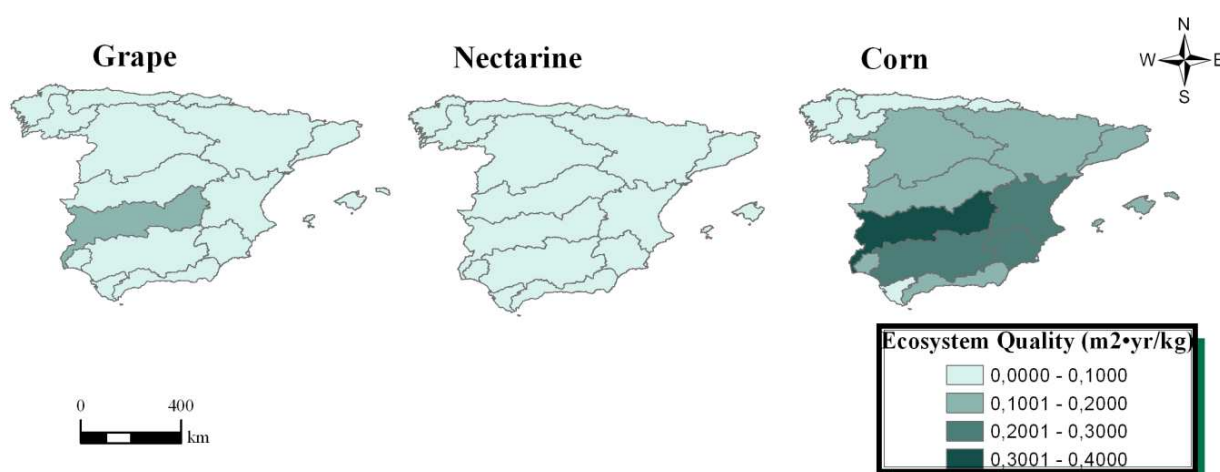 Grape
Nectarine
Corn
N
W E
S
Ecosystem Quality (m2•yr/kg)
0,0000 - 0,1000
0,1001 - 0,2000
0,2001 - 0,3000
0,3001 - 0,4000
0 400
km